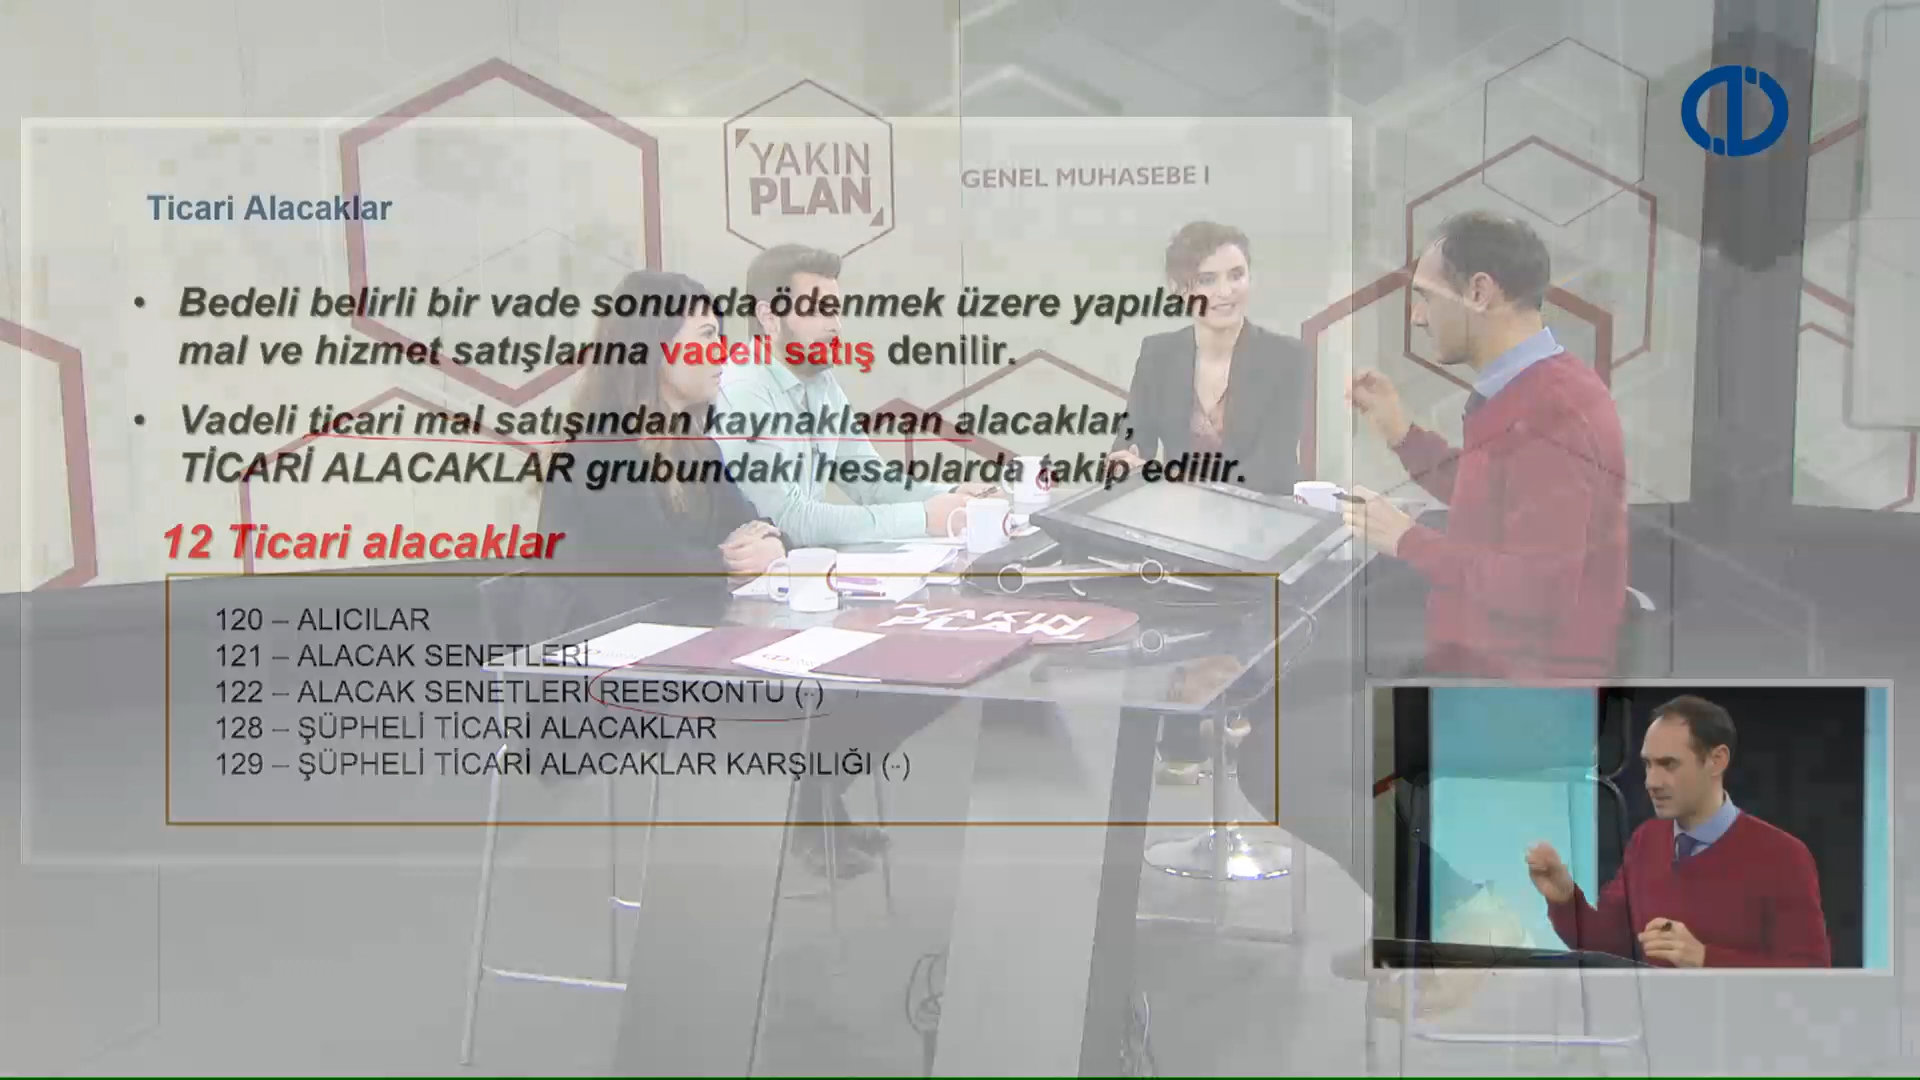 YAKIN
PLAN
GENEL MUHASEBE I
Ticari Alacaklar
• Bedeli belirli bir vade sonunda ödenmek üzere yapılan
mal ve hizmet satışlarına vadeli satış denilir.
• Vadeli ticari mal satışından kaynaklanan alacaklar,
TİCARİ ALACAKLAR grubundaki hesaplarda takip edilir.
12 Ticari alacaklar
120 – ALICILAR
121 – ALACAK SENETLERİ
122 – ALACAK SENETLERİ REESKONTU (-)
128 – ŞÜPHELİ TİCARİ ALACAKLAR
129 – ŞÜPHELİ TİCARİ ALACAKLAR KARŞILIĞI (-)
YAKIN
PLAN